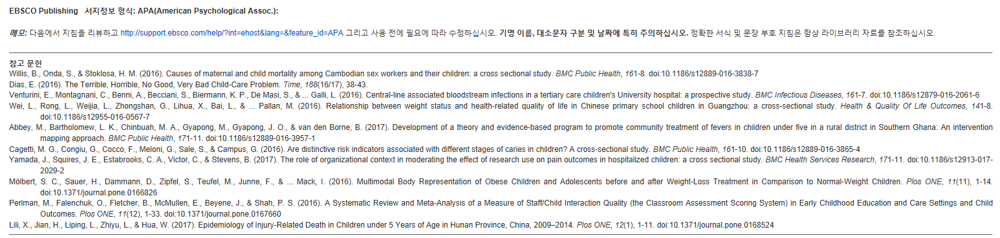 EBSCO Publishing   서지정보 형식: APA(American Psychological Assoc.):
메모: 다음에서 지침을 리뷰하고 http://support.ebsco.com/help/?int=ehost&lang=&feature_id=APA 그리고 사용 전에 필요에 따라 수정하십시오. 기명 이름, 대소문자 구분 및 날짜에 특히 주의하십시오. 정확한 서식 및 문장 부호 지침은 항상 라이브러리 자료를 참조하십시오.
참고 문헌
Willis, B., Onda, S., & Stoklosa, H. M. (2016). Causes of maternal and child mortality among Cambodian sex workers and their children: a cross sectional study. BMC Public Health, 161-8. doi:10.1186/s12889-016-3838-7
Dias, E. (2016). The Terrible, Horrible, No Good, Very Bad Child-Care Problem. Time, 188(16/17), 38-43.
Venturini, E., Montagnani, C., Benni, A., Becciani, S., Biermann, K. P., De Masi, S., & ... Galli, L. (2016). Central-line associated bloodstream infections in a tertiary care children's University hospital: a prospective study. BMC Infectious Diseases, 161-7. doi:10.1186/s12879-016-2061-6
Wei, L., Rong, L., Weijia, L., Zhongshan, G., Lihua, X., Bai, L., & ... Pallan, M. (2016). Relationship between weight status and health-related quality of life in Chinese primary school children in Guangzhou: a cross-sectional study. Health & Quality Of Life Outcomes, 141-8.
doi:10.1186/s12955-016-0567-7
Abbey, M., Bartholomew, L. K., Chinbuah, M. A., Gyapong, M., Gyapong, J. O., & van den Borne, B. (2017). Development of a theory and evidence-based program to promote community treatment of fevers in children under five in a rural district in Southern Ghana: An intervention
mapping approach. BMC Public Health, 171-11. doi:10.1186/s12889-016-3957-1
Cagetti, M. G., Congiu, G., Cocco, F., Meloni, G., Sale, S., & Campus, G. (2016). Are distinctive risk indicators associated with different stages of caries in children? A cross-sectional study. BMC Public Health, 161-10. doi:10.1186/s12889-016-3865-4
Yamada, J., Squires, J. E., Estabrooks, C. A., Victor, C., & Stevens, B. (2017). The role of organizational context in moderating the effect of research use on pain outcomes in hospitalized children: a cross sectional study. BMC Health Services Research, 171-11. doi:10.1186/s12913-017-
2029-2
Mölbert, S. C., Sauer, H., Dammann, D., Zipfel, S., Teufel, M., Junne, F., & ... Mack, I. (2016). Multimodal Body Representation of Obese Children and Adolescents before and after Weight-Loss Treatment in Comparison to Normal-Weight Children. Plos ONE, 11(11), 1-14.
doi:10.1371/journal.pone.0166826
Perlman, M., Falenchuk, O., Fletcher, B., McMullen, E., Beyene, J., & Shah, P. S. (2016). A Systematic Review and Meta-Analysis of a Measure of Staff/Child Interaction Quality (the Classroom Assessment Scoring System) in Early Childhood Education and Care Settings and Child
Outcomes. Plos ONE, 11(12), 1-33. doi:10.1371/journal.pone.0167660
Lili, X., Jian, H., Liping, L., Zhiyu, L., & Hua, W. (2017). Epidemiology of Injury-Related Death in Children under 5 Years of Age in Hunan Province, China, 2009–2014. Plos ONE, 12(1), 1-11. doi:10.1371/journal.pone.0168524